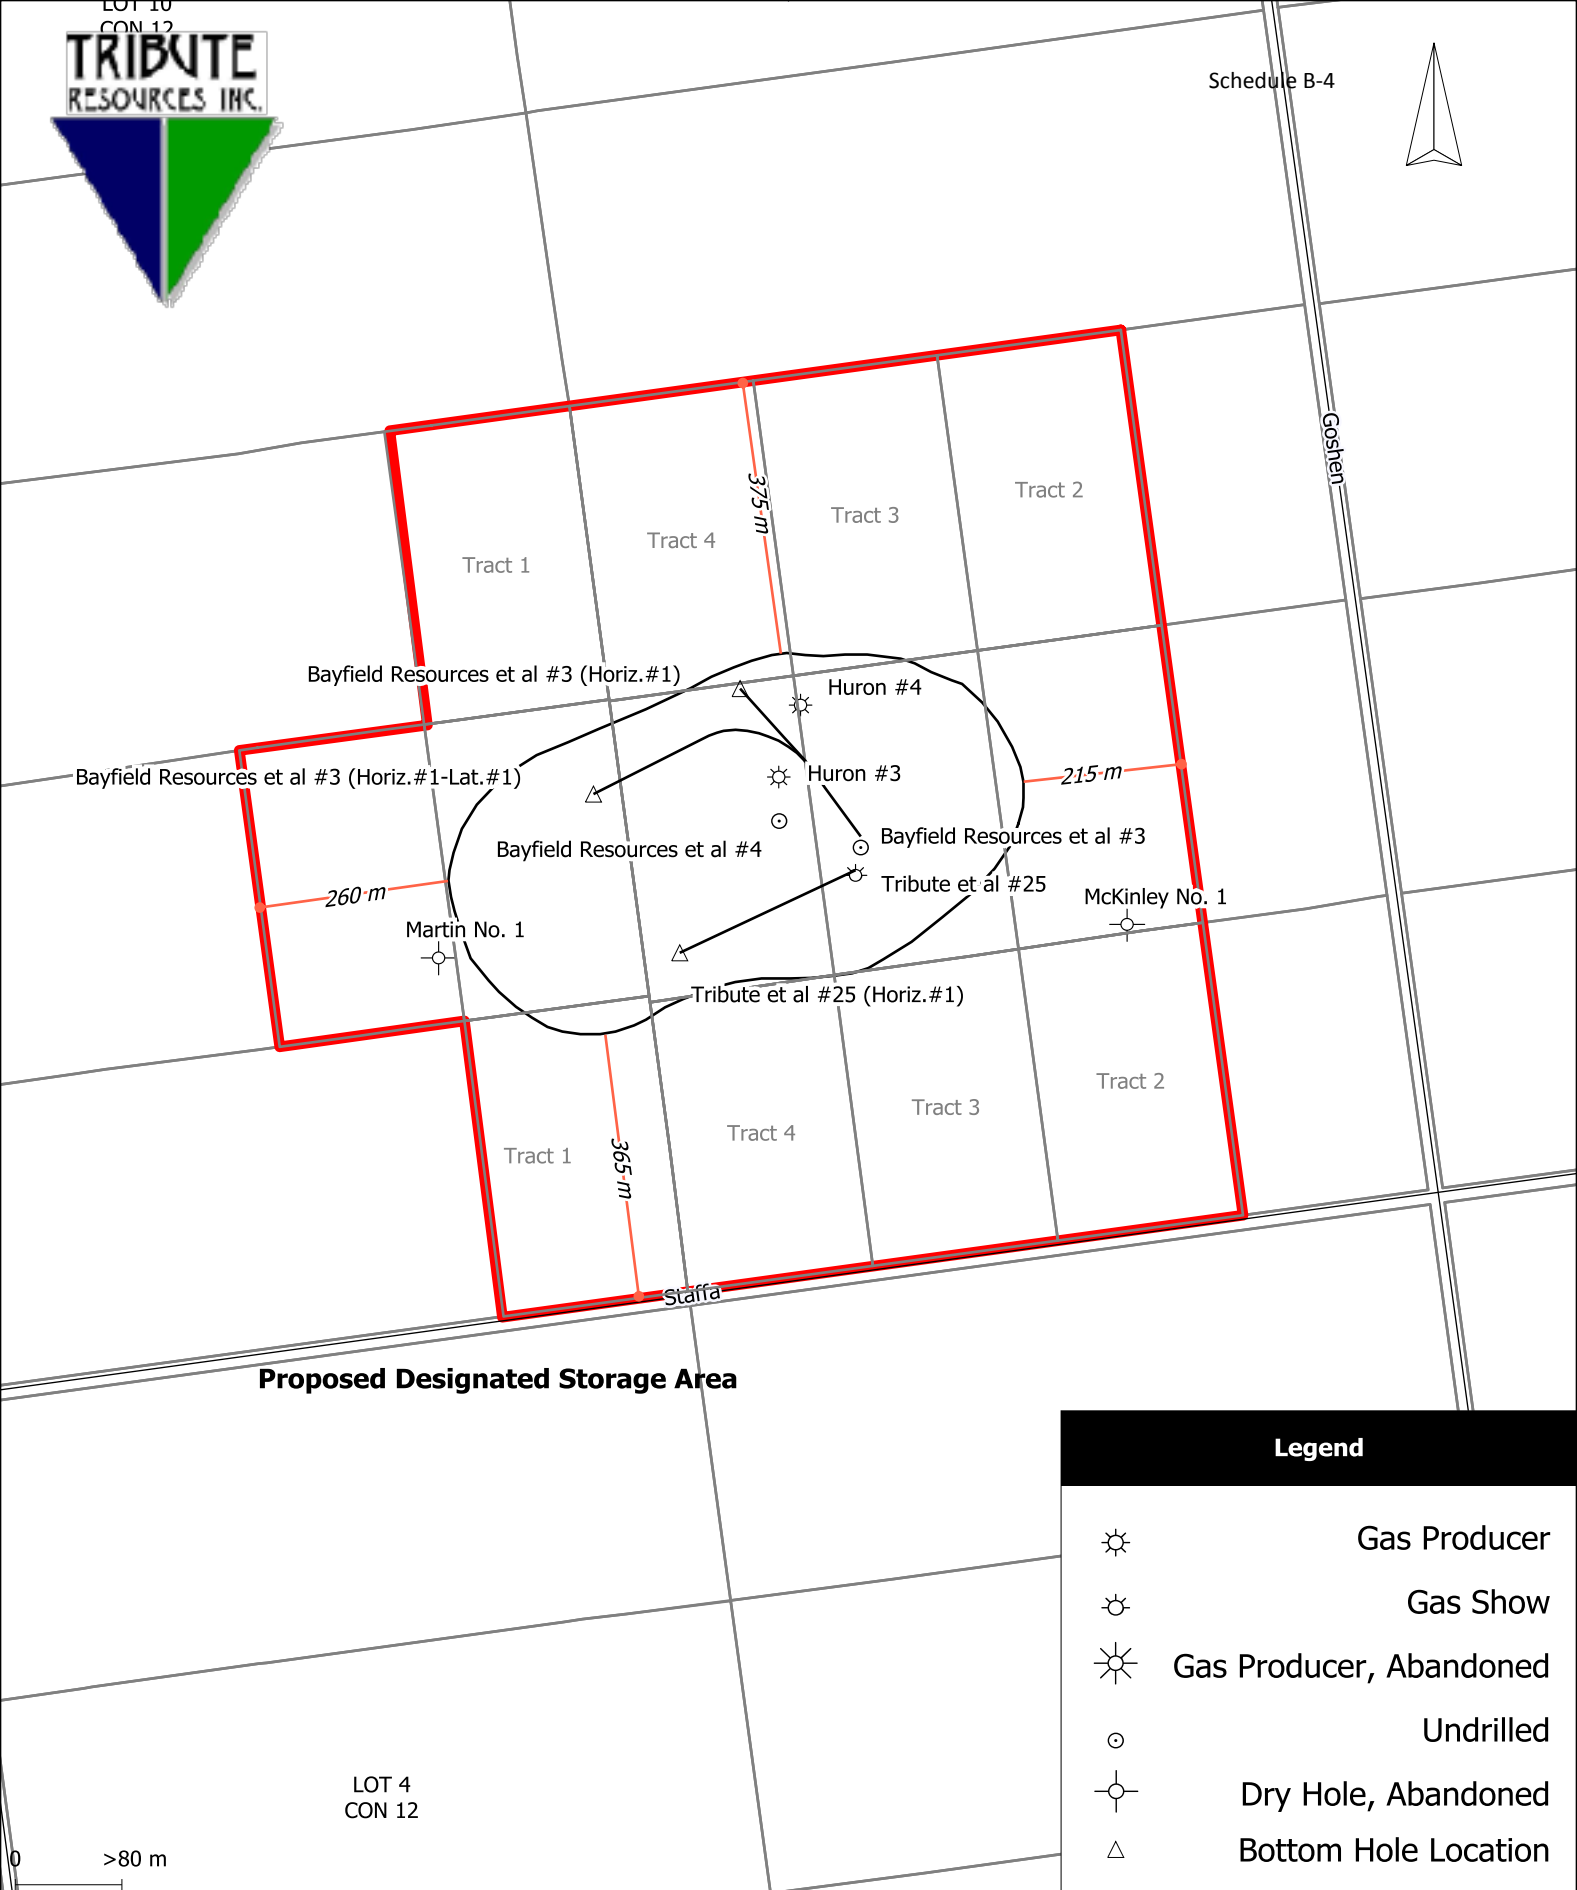 LOT 10
CON 12
TRIBUTE
RESOURCES INC.
Schedule B-4
Goshen
375 m
Tract 2
Tract 3
Tract 4
Tract 1
Bayfield Resources et al #3 (Horiz.#1)
Huron #4
Bayfield Resources et al #3 (Horiz.#1-Lat.#1)
Huron #3
215 m
Bayfield Resources et al #4
Bayfield Resources et al #3
Tribute et al #25
260 m
McKinley No. 1
Martin No. 1
Tribute et al #25 (Horiz.#1)
Tract 2
Tract 3
Tract 4
Tract 1
365 m
Staffa
Proposed Designated Storage Area
Legend
Gas Producer
Gas Show
Gas Producer, Abandoned
Undrilled
Dry Hole, Abandoned
Bottom Hole Location
LOT 4
CON 12
0 >80 m